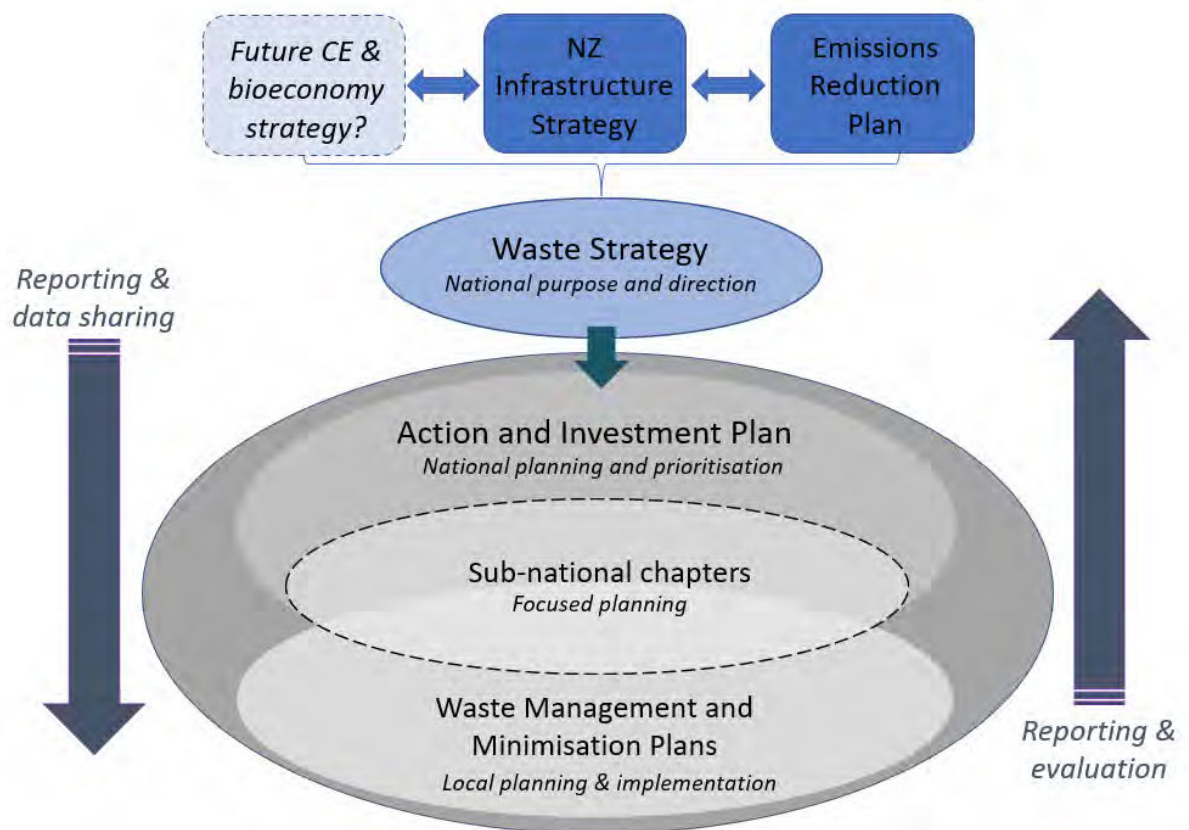 Future CE &
bioeconomy
strategy?
NZ
Infrastructure
Strategy
Emissions
Reduction
Plan
Waste Strategy
National purpose and direction
Reporting &
data sharing
Action and Investment Plan
National planning and prioritisation
Sub-national chapters
Focused planning
Waste Management and
Minimisation Plans
Local planning & implementation
Reporting &
evaluation